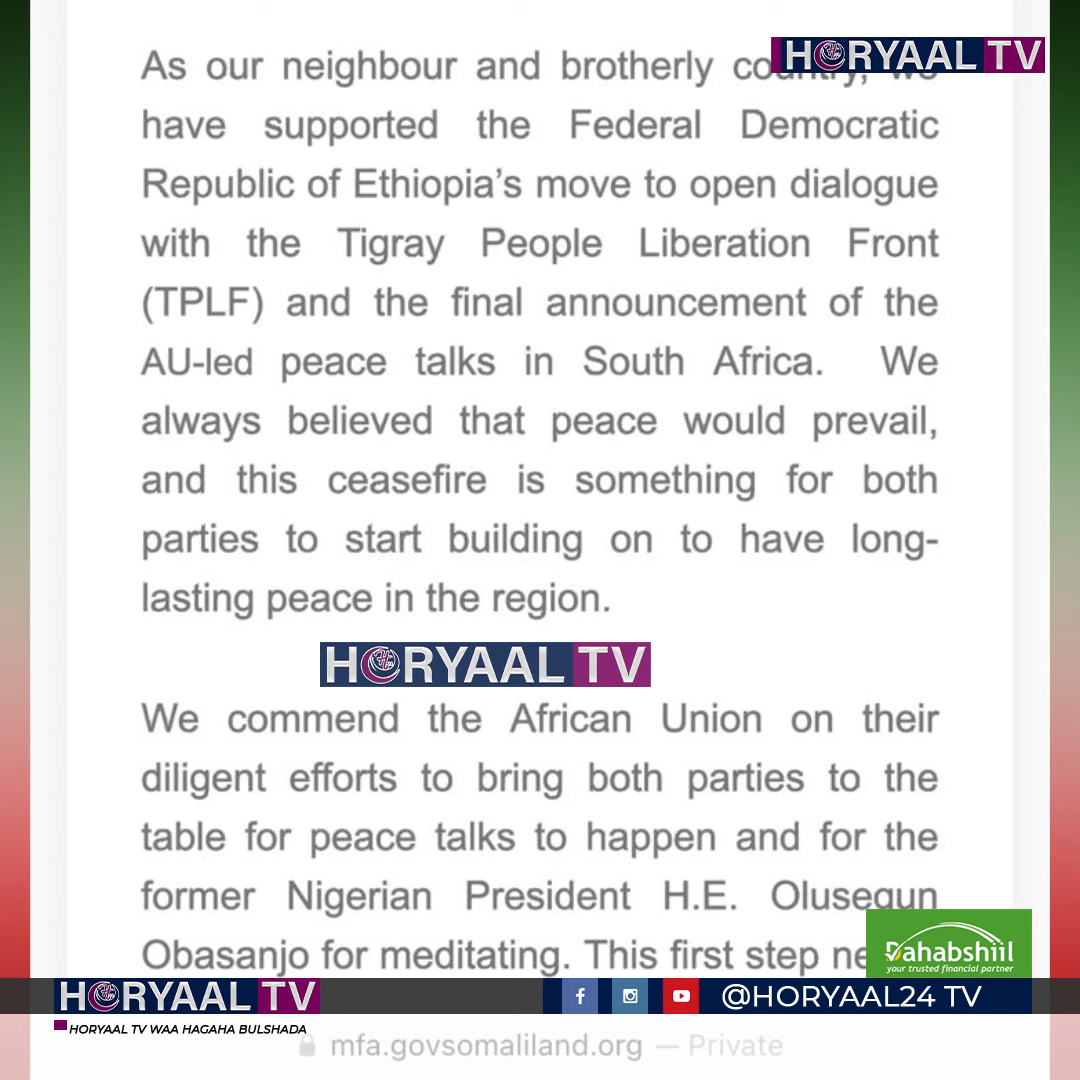 HORYAAL TV
As our neighbour and brotherly country, we
have supported the Federal Democratic
Republic of Ethiopia's move to open dialogue
with the Tigray People Liberation Front
(TPLF) and the final announcement of the
AU-led peace talks in South Africa. We
always believed that peace would prevail,
and this ceasefire is something for both
parties to start building on to have long-
lasting peace in the region.
HORYAAL TV
We commend the African Union on their
diligent efforts to bring both parties to the
table for peace talks to happen and for the
former Nigerian President H.E. Olusegun
Obasanjo for meditating. This first step
Dahabshiil
your trusted financial partner
HORYAAL TV
@HORYAAL24 TV
HORYAAL TV WAA HAGAHA BULSHADA
mfa.govsomaliland.org — Private